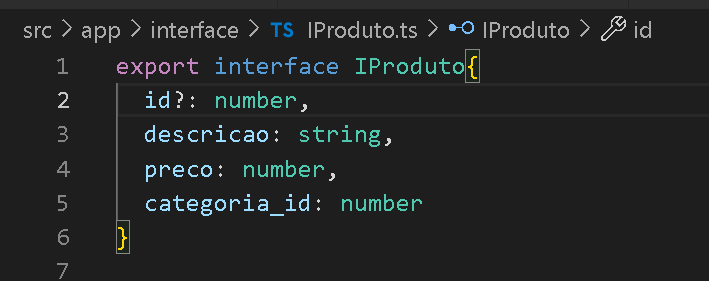 src > app > interface > TS IProduto.ts > IProduto > id
1 export interface IProduto{
2 id?: number,
3 descricao: string,
4 preco: number,
5 categoria_id: number
6 }
7